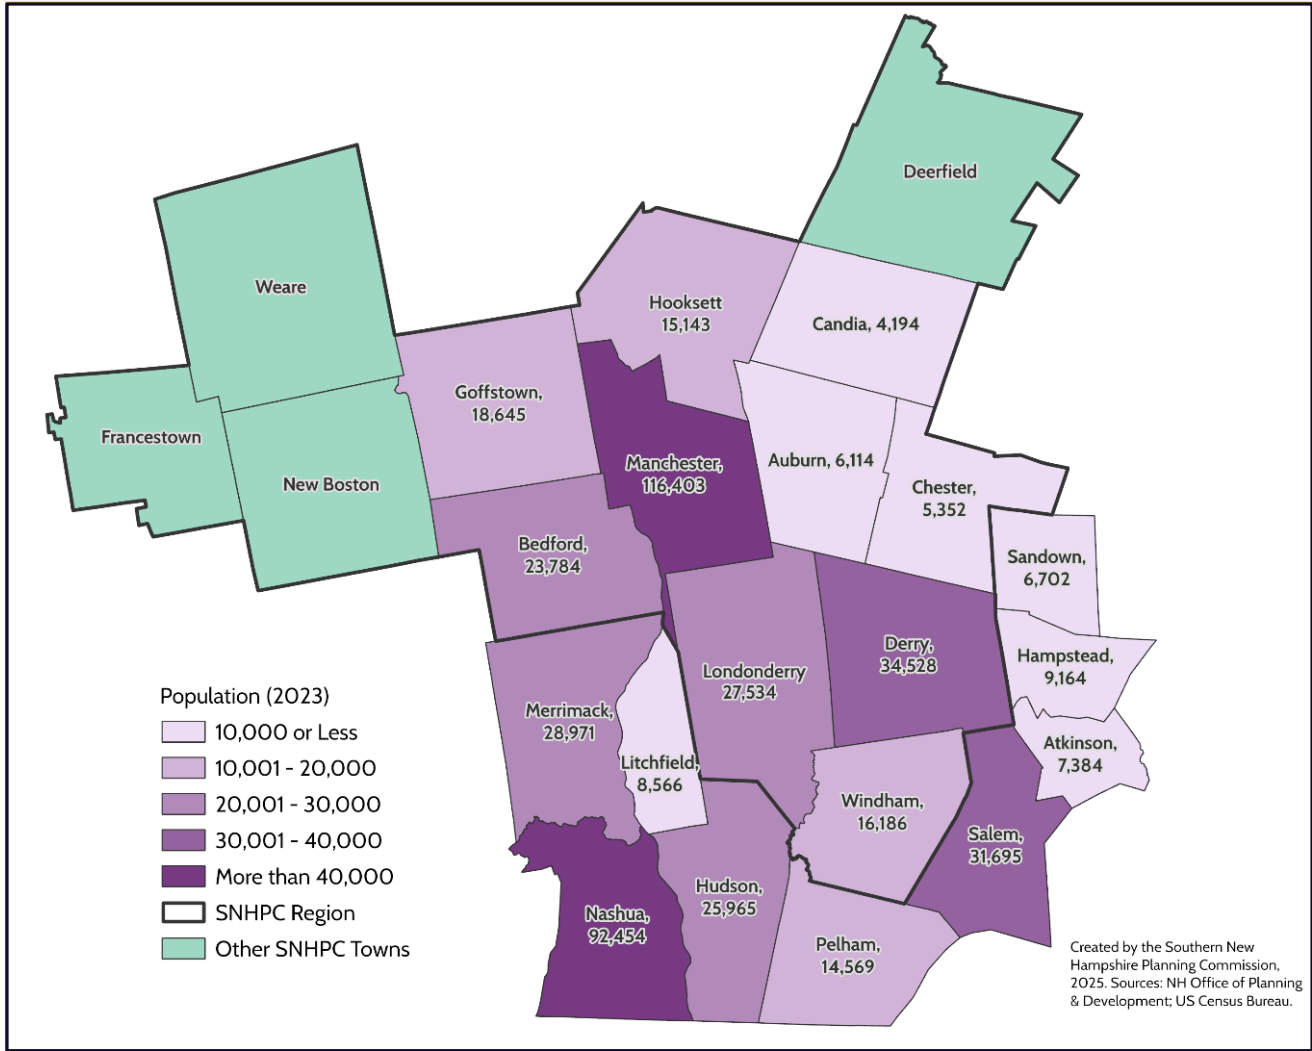 Deerfield
Weare
Hooksett
15,143
Candia, 4,194
Goffstown,
18,645
Francestown
New Boston
Manchester,
116,403
Auburn, 6,114
Chester,
5,352
Bedford,
23,784
Sandown,
6,702
Derry,
34,528
Hampstead,
9,164
Londonderry
27,534
Merrimack,
28,971
Litchfield,
8,566
Atkinson,
7,384
Windham,
16,186
Salem,
31,695
Hudson,
25,965
Nashua,
92,454
Pelham,
14,569
Population (2023)
10,000 or Less
10,001 - 20,000
20,001 - 30,000
30,001 - 40,000
More than 40,000
SNHPC Region
Other SNHPC Towns
Created by the Southern New
Hampshire Planning Commission,
2025. Sources: NH Office of Planning
& Development; US Census Bureau.